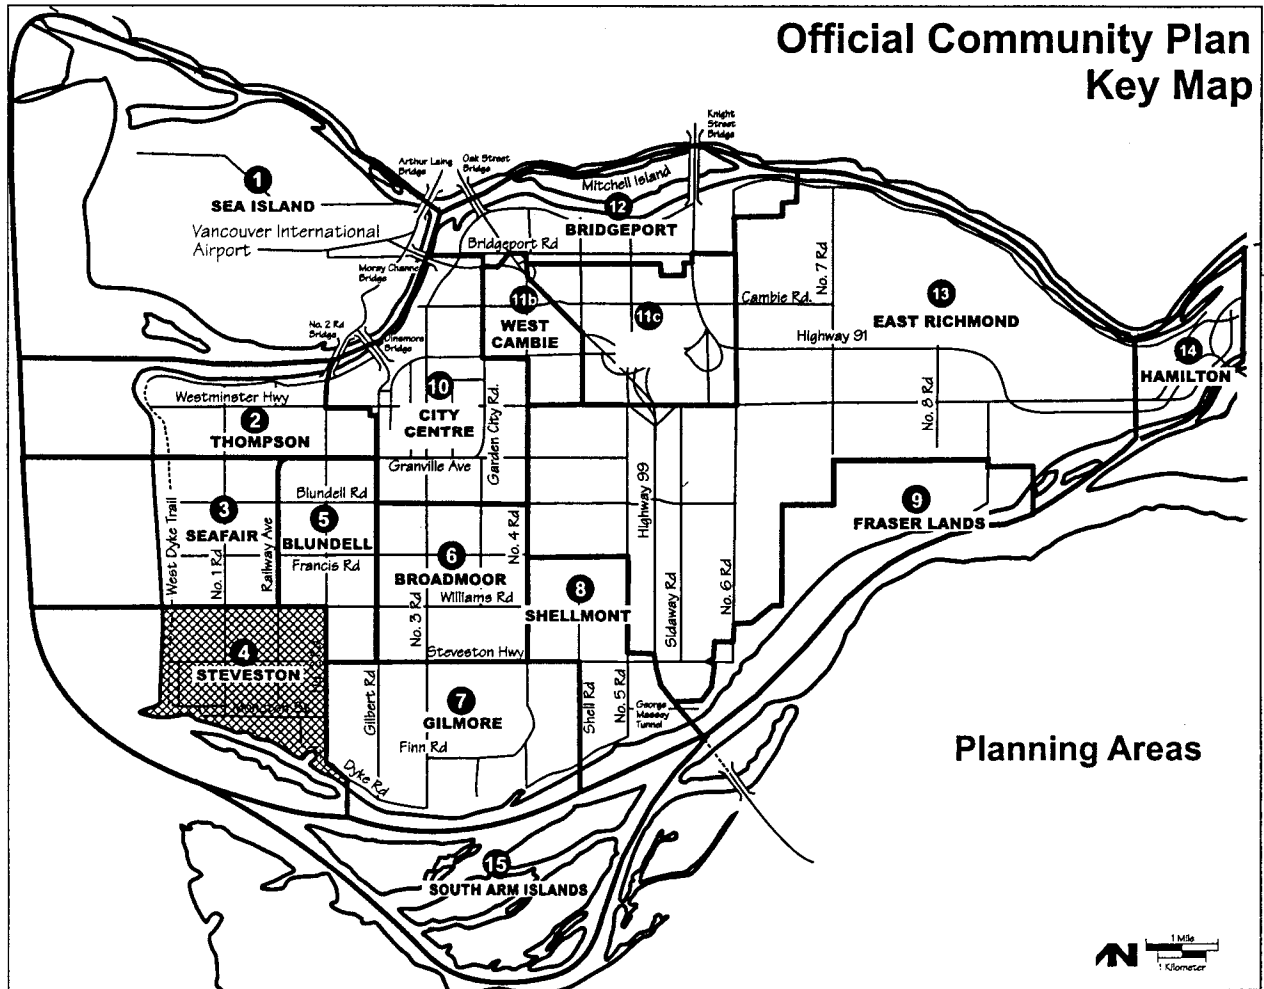 Official Community Plan
Key Map
Knight
Street
Bridge
Arthur Laing
Bridge
Oak Street
Bridge
Mitchell Island
1
SEA ISLAND
12
BRIDGEPORT
Vancouver International
Airport
Bridgeport Rd
No. 7 Rd
Moray Channel
Bridge
11b
WEST
CAMBIE
11c
Cambie Rd.
13
EAST RICHMOND
No. 2 Rd
Bridge
Dinsmore
Bridge
Highway 91
14
HAMILTON
Westminster Hwy
10
CITY
CENTRE
Garden City Rd.
No. 8 Rd
2
THOMPSON
Granville Ave
Blundell Rd
Highway 99
West Dyke Trail
3
SEAFAIR
No. 1 Rd
Railway Ave
5
BLUNDELL
Francis Rd
No. 4 Rd
9
FRASER LANDS
6
BROADMOOR
Williams Rd
8
SHELLMONT
No. 3 Rd
Sidaway Rd
No. 6 Rd
Steveston Hwy
4
STEVESTON
Gilbert Rd
7
GILMORE
Shell Rd
No. 5 Rd
George
Massey
Tunnel
Finn Rd
Dyke Rd
Planning Areas
15
SOUTH ARM ISLANDS
N
1 Mile
1 Kilometer